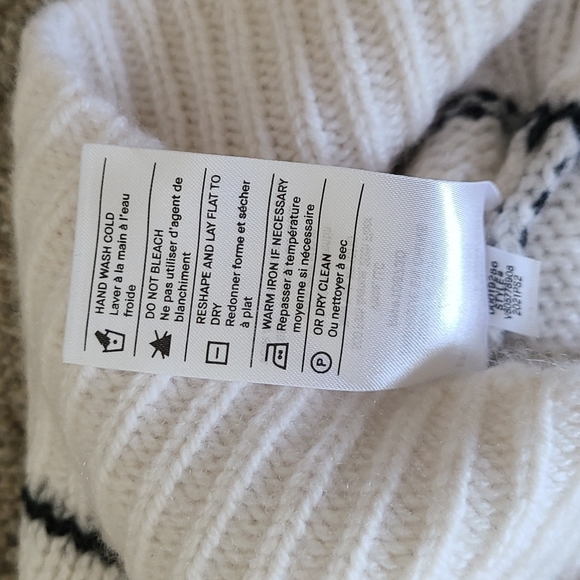 HAND WASH COLD
Laver à la main à l'eau
froide
DO NOT BLEACH
Ne pas utiliser d'agent de
blanchiment
RESHAPE AND LAY FLAT TO
DRY
Redonner forme et sécher
à plat
WARM IRON IF NECESSARY
Repasser à température
moyenne si nécessaire
OR DRY CLEAN
Ou nettoyer à sec
P
STYLE#
2021PS2